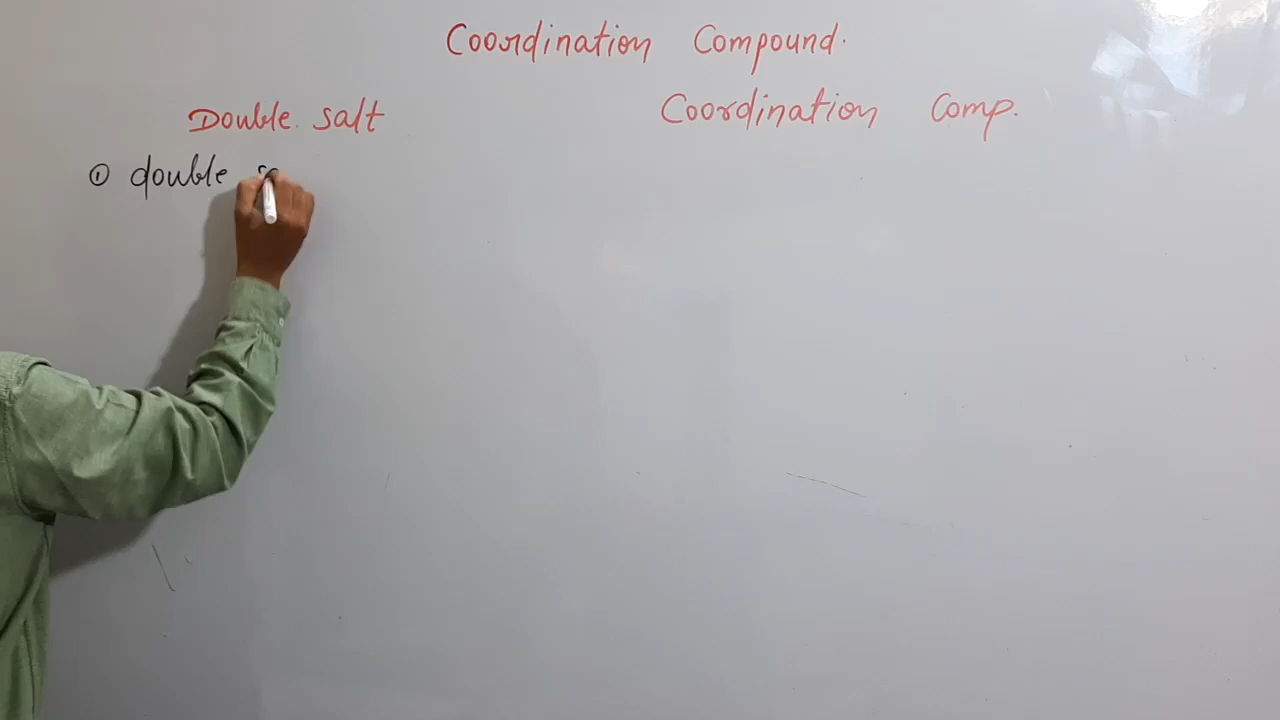 Coordination Compound.
Double salt
Coordination Comp.
① double